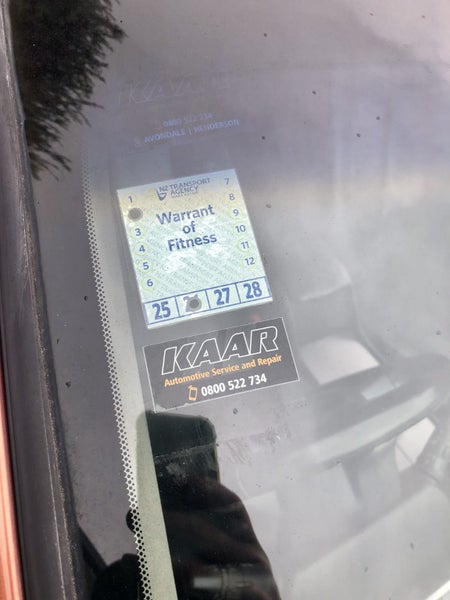 KAAR
0800 522 734
AVONDALE | HENDERSON
NZ TRANSPORT
AGENCY
1 7
8
3 9
4 10
5 11
6 12
Warrant
of
Fitness
25 27 28
KAAR
Automotive Service and Repair
0800 522 734